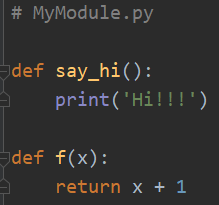 # MyModule.py
def say_hi():
    print('Hi!!!')
def f(x):
    return x + 1